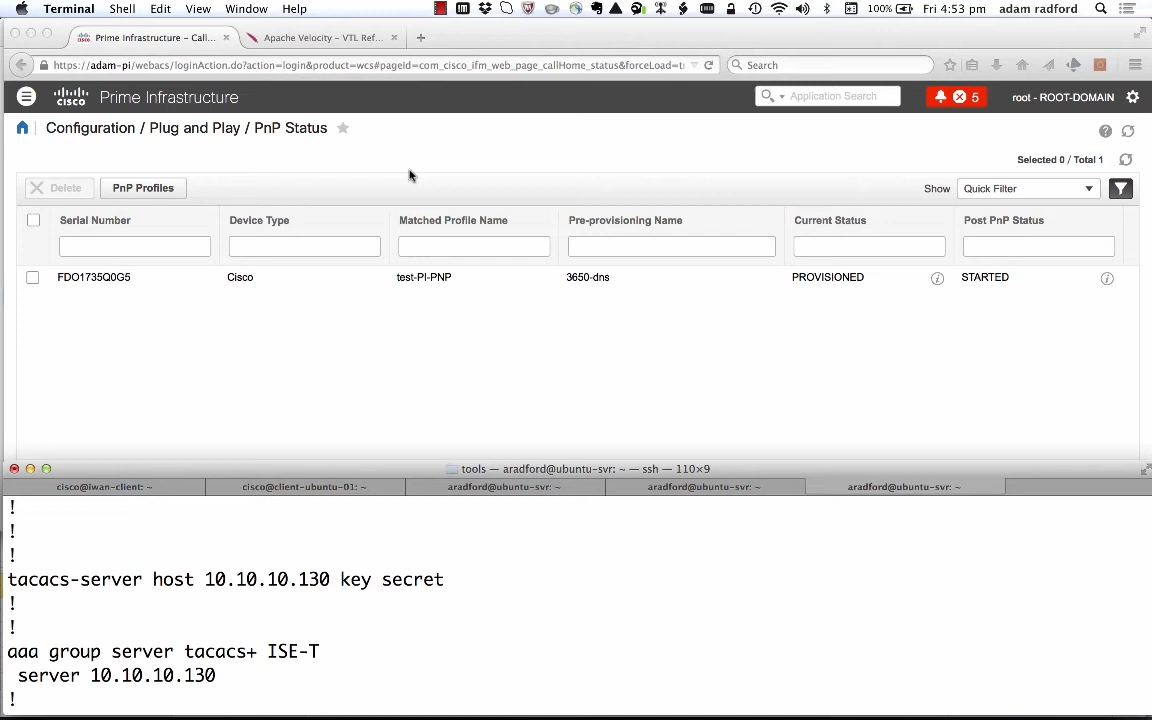 Terminal Shell Edit View Window Help 100% Fri 4:53 pm adam radford
Prime Infrastructure - Call... × Apache Velocity - VTL Ref... × +
https://adam-pi/webacs/loginAction.do?action=login&product=wcs#pageId=com_cisco_ifm_web_page_callHome_status&forceLoad=t Search
cisco Prime Infrastructure Application Search 5 root - ROOT-DOMAIN
Configuration / Plug and Play / PnP Status
Selected 0 / Total 1
Delete PnP Profiles Show Quick Filter
Serial Number Device Type Matched Profile Name Pre-provisioning Name Current Status Post PnP Status
FDO1735Q0G5 Cisco test-PI-PNP 3650-dns PROVISIONED STARTED
tools — aradford@ubuntu-svr: ~ — ssh — 110×9
cisco@iwan-client: ~ cisco@client-ubuntu-01: ~ aradford@ubuntu-svr: ~ aradford@ubuntu-svr: ~ aradford@ubuntu-svr: ~
!
!
!
tacacs-server host 10.10.10.130 key secret
!
!
aaa group server tacacs+ ISE-T
server 10.10.10.130
!